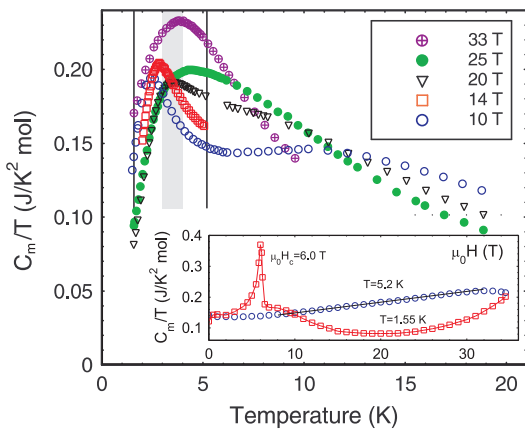 33 T
25 T
20 T
14 T
10 T
0.20
0.15
0.10
0.05
0
C_m/T (J/K² mol)
μ₀H_c=6.0 T
μ₀H (T)
T=5.2 K
T=1.55 K
0.4
0.3
0.2
0.1
C_m/T (J/K² mol)
0 10 20 30
0 5 10 15 20
Temperature (K)